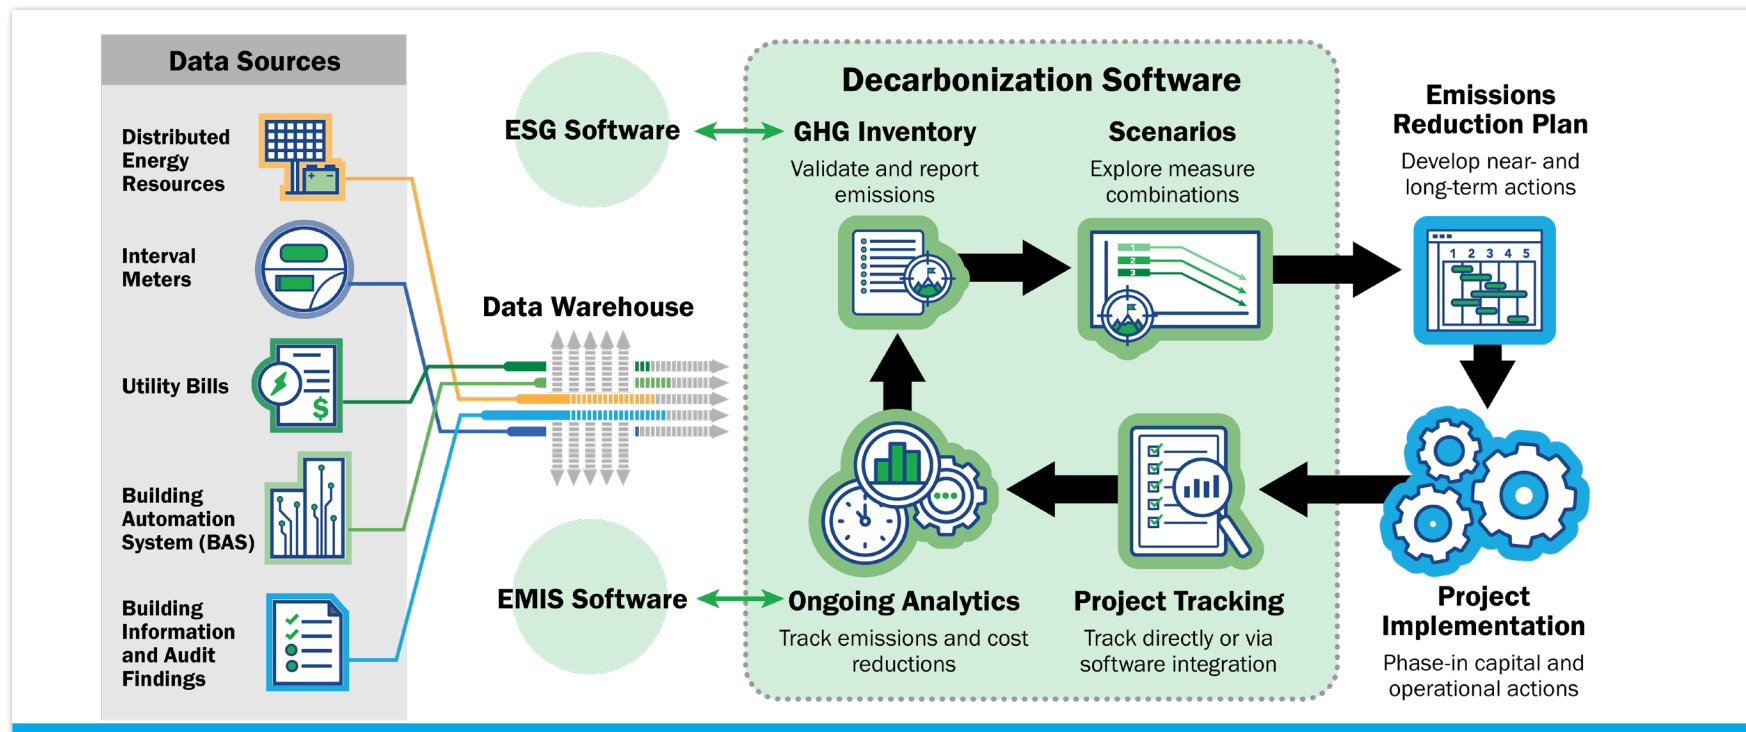 Data Sources
Distributed
Energy
Resources
Interval
Meters
Utility Bills
$
Building
Automation
System (BAS)
Building
Information
and Audit
Findings
ESG Software
Data Warehouse
EMIS Software
Decarbonization Software
GHG Inventory
Validate and report
emissions
Scenarios
Explore measure
combinations
1
2
3
Ongoing Analytics
Track emissions and cost
reductions
Project Tracking
Track directly or via
software integration
Emissions
Reduction Plan
Develop near- and
long-term actions
1 2 3 4 5
Project
Implementation
Phase-in capital and
operational actions